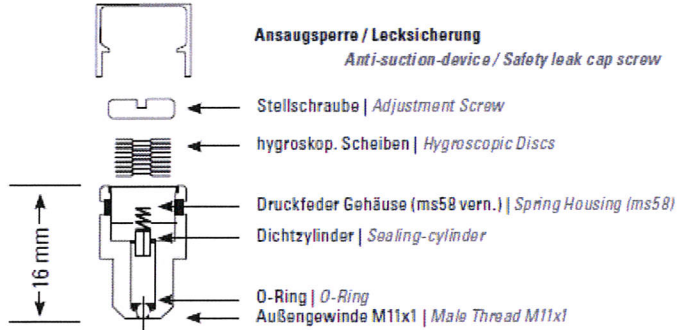 Ansaugsperre / Lecksicherung
Anti-suction-device / Safety leak cap screw
Stellschraube | Adjustment Screw
hygroskop. Scheiben | Hygroscopic Discs
Druckfeder Gehäuse (ms58 vern.) | Spring Housing (ms58)
Dichtzylinder | Sealing-cylinder
16 mm
O-Ring | O-Ring
Außengewinde M11x1 | Male Thread M11x1